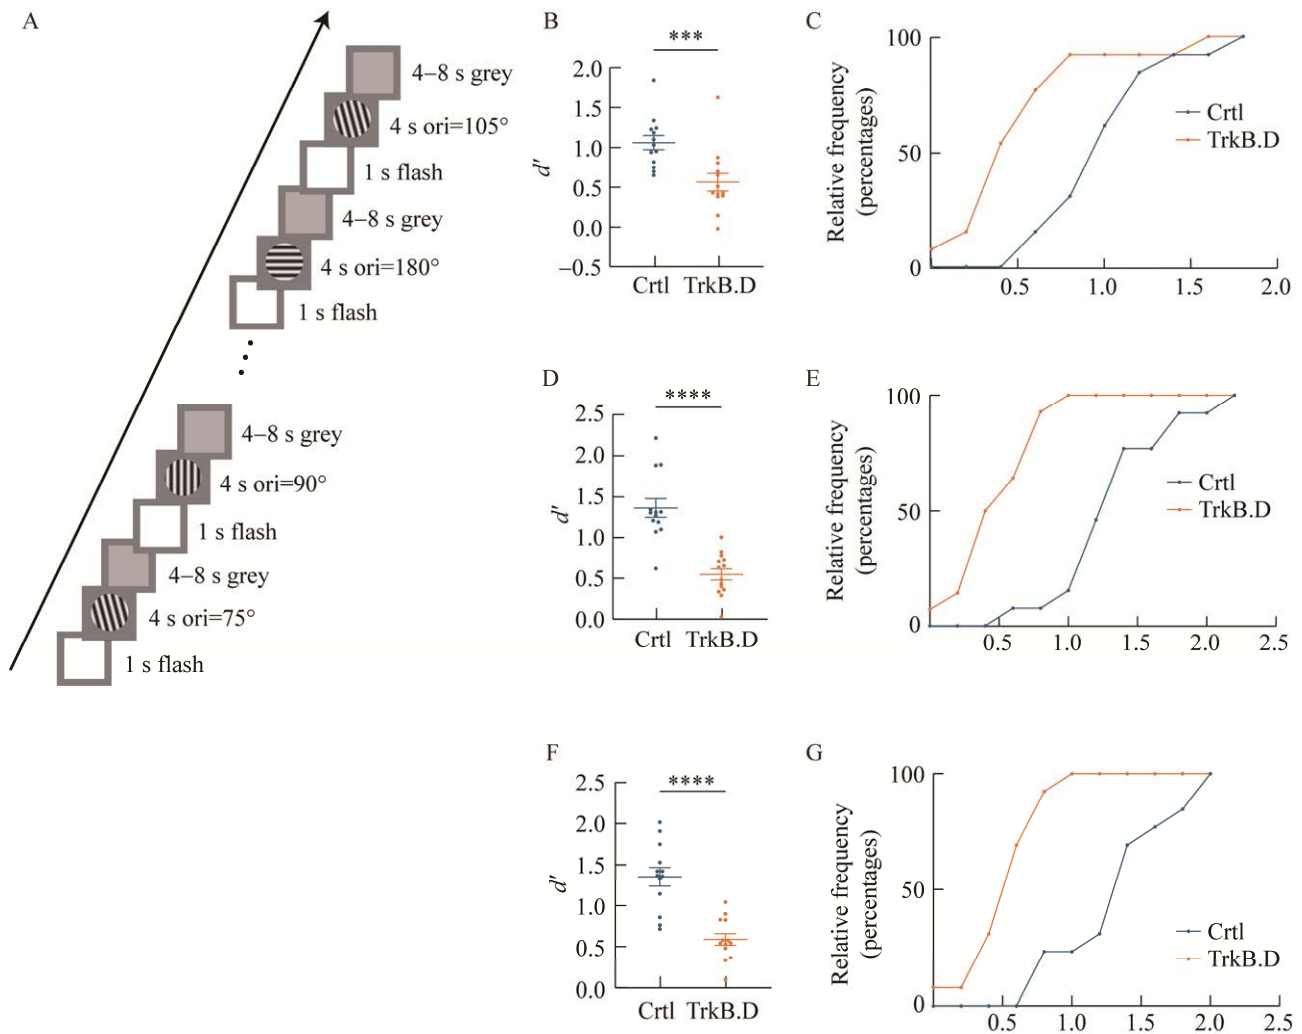 A
4–8 s grey
4 s ori=105°
1 s flash
4–8 s grey
4 s ori=180°
1 s flash
4–8 s grey
4 s ori=90°
1 s flash
4–8 s grey
4 s ori=75°
1 s flash
B
***
2.0
1.5
1.0
0.5
0.0
−0.5
d′
Crtl TrkB.D
C
100
50
0
Relative frequency
(percentages)
Crtl
TrkB.D
0.5 1.0 1.5 2.0
D
****
2.5
2.0
1.5
1.0
0.5
0.0
d′
Crtl TrkB.D
E
100
50
0
Relative frequency
(percentages)
Crtl
TrkB.D
0.5 1.0 1.5 2.0 2.5
F
****
2.5
2.0
1.5
1.0
0.5
0.0
d′
Crtl TrkB.D
G
100
50
0
Relative frequency
(percentages)
Crtl
TrkB.D
0.5 1.0 1.5 2.0 2.5